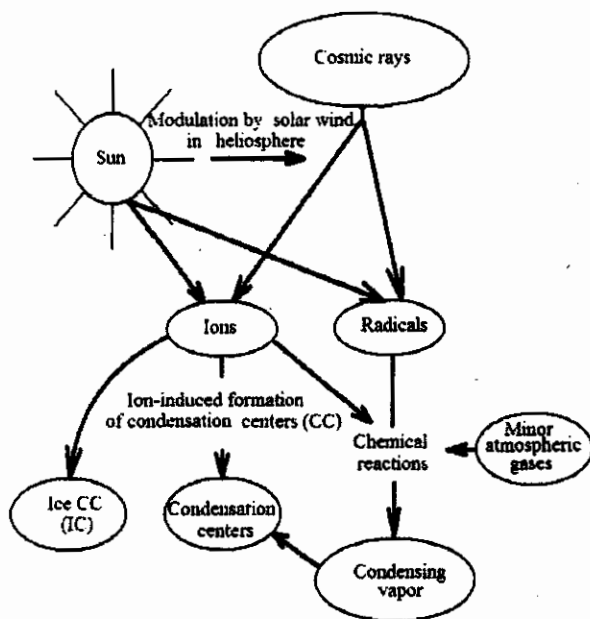 Cosmic rays
Modulation by solar wind
in heliosphere
Sun
Ions
Radicals
Ion-induced formation
of condensation centers (CC)
Chemical
reactions
Minor
atmospheric
gases
Ice CC
(IC)
Condensation
centers
Condensing
vapor